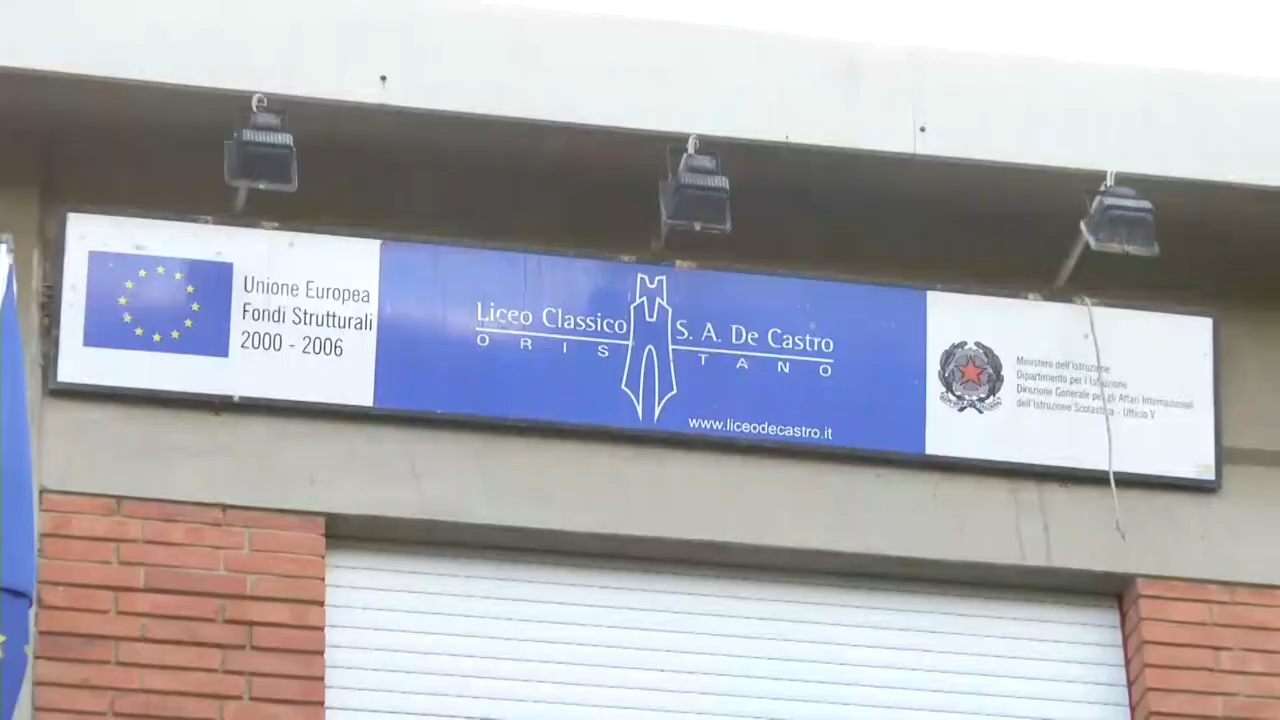 Unione Europea
Fondi Strutturali
2000 - 2006
Liceo Classico S. A. De Castro
ORISTANO
www.liceodecastro.it
Ministero dell'Istruzione
Dipartimento per l'Istruzione
Direzione Generale per gli Affari Internazionali
dell'Istruzione Scolastica - Ufficio V